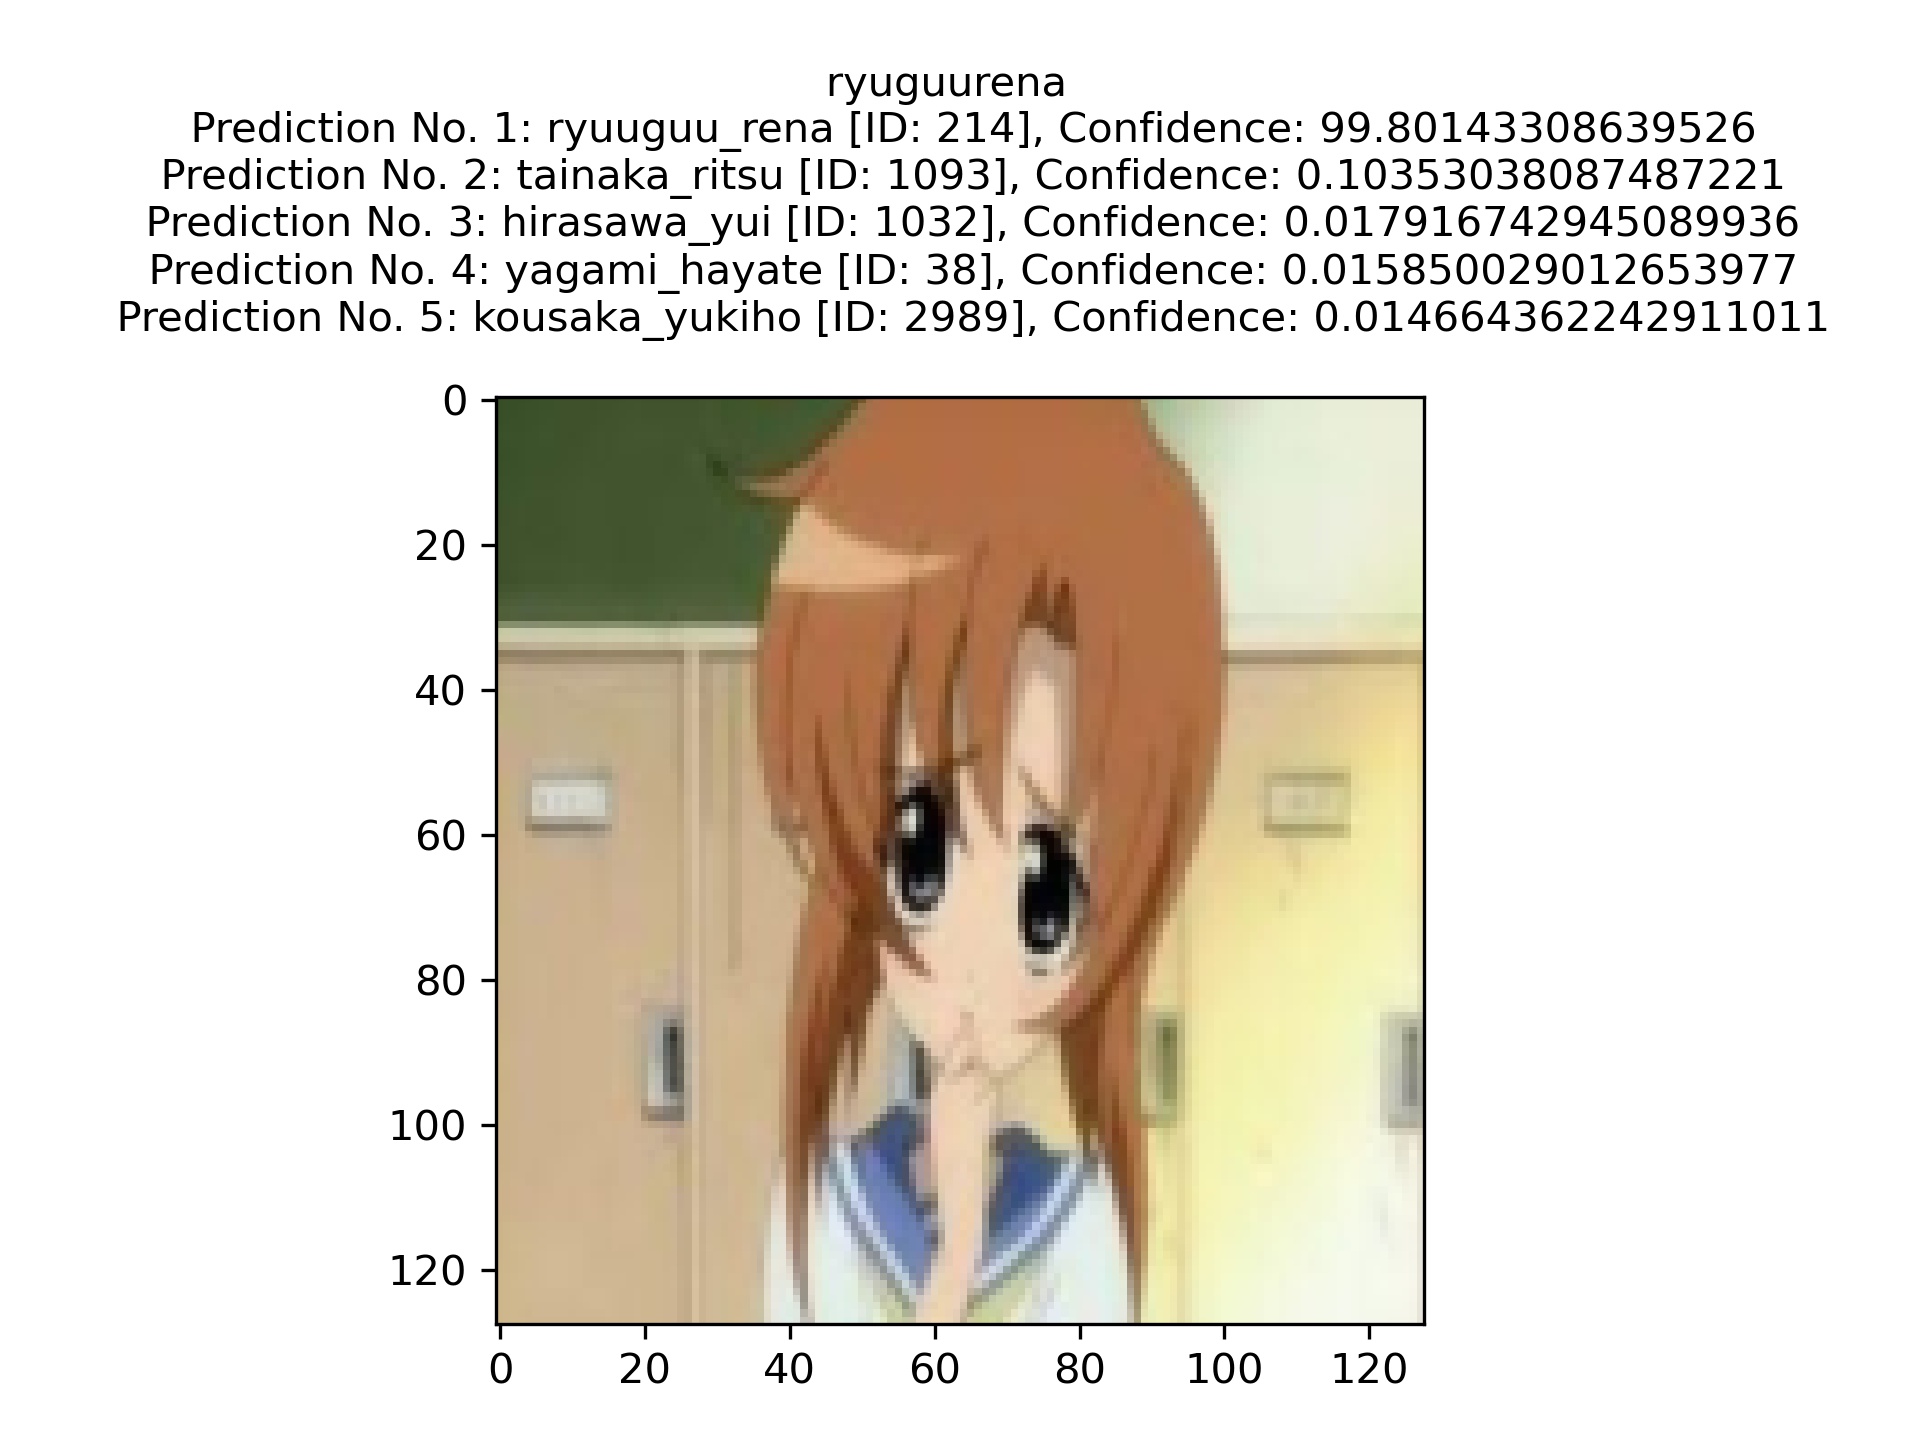 ryuguurena
Prediction No. 1: ryuuguu_rena [ID: 214], Confidence: 99.80143308639526
Prediction No. 2: tainaka_ritsu [ID: 1093], Confidence: 0.10353038087487221
Prediction No. 3: hirasawa_yui [ID: 1032], Confidence: 0.017916742945089936
Prediction No. 4: yagami_hayate [ID: 38], Confidence: 0.015850029012653977
Prediction No. 5: kousaka_yukiho [ID: 2989], Confidence: 0.014664362242911011
0
20
40
60
80
100
120
0 20 40 60 80 100 120